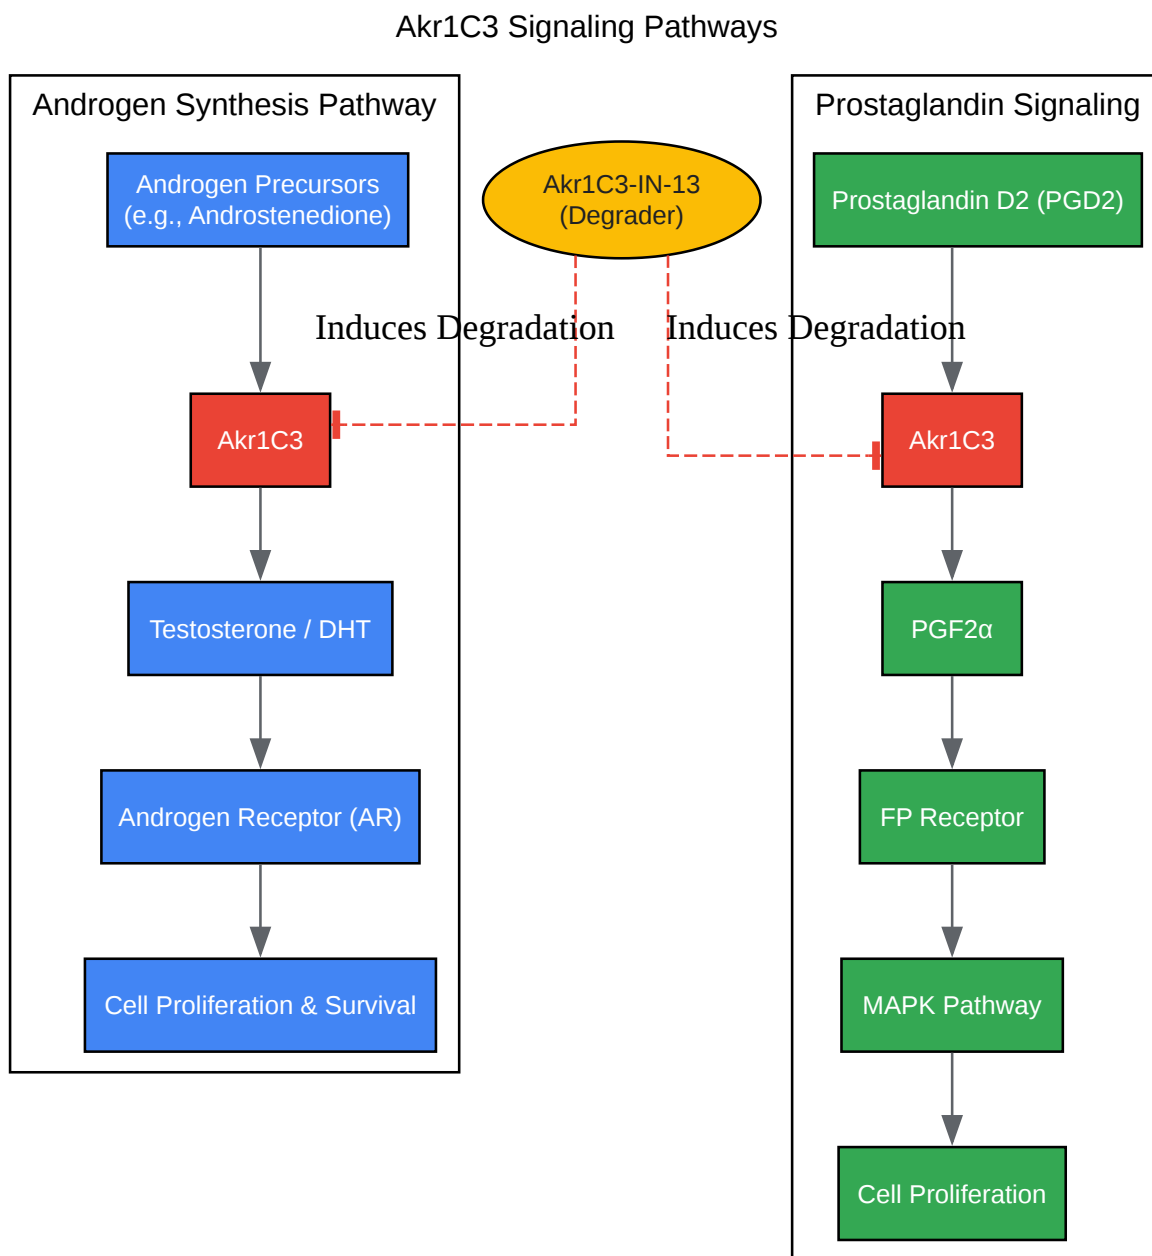 Akr1C3 Signaling Pathways
Androgen Synthesis Pathway
Androgen Precursors
(e.g., Androstenedione)
Akr1C3
Testosterone / DHT
Androgen Receptor (AR)
Cell Proliferation & Survival
Akr1C3-IN-13
(Degrader)
Induces Degradation
Induces Degradation
Prostaglandin Signaling
Prostaglandin D2 (PGD2)
Akr1C3
PGF2α
FP Receptor
MAPK Pathway
Cell Proliferation